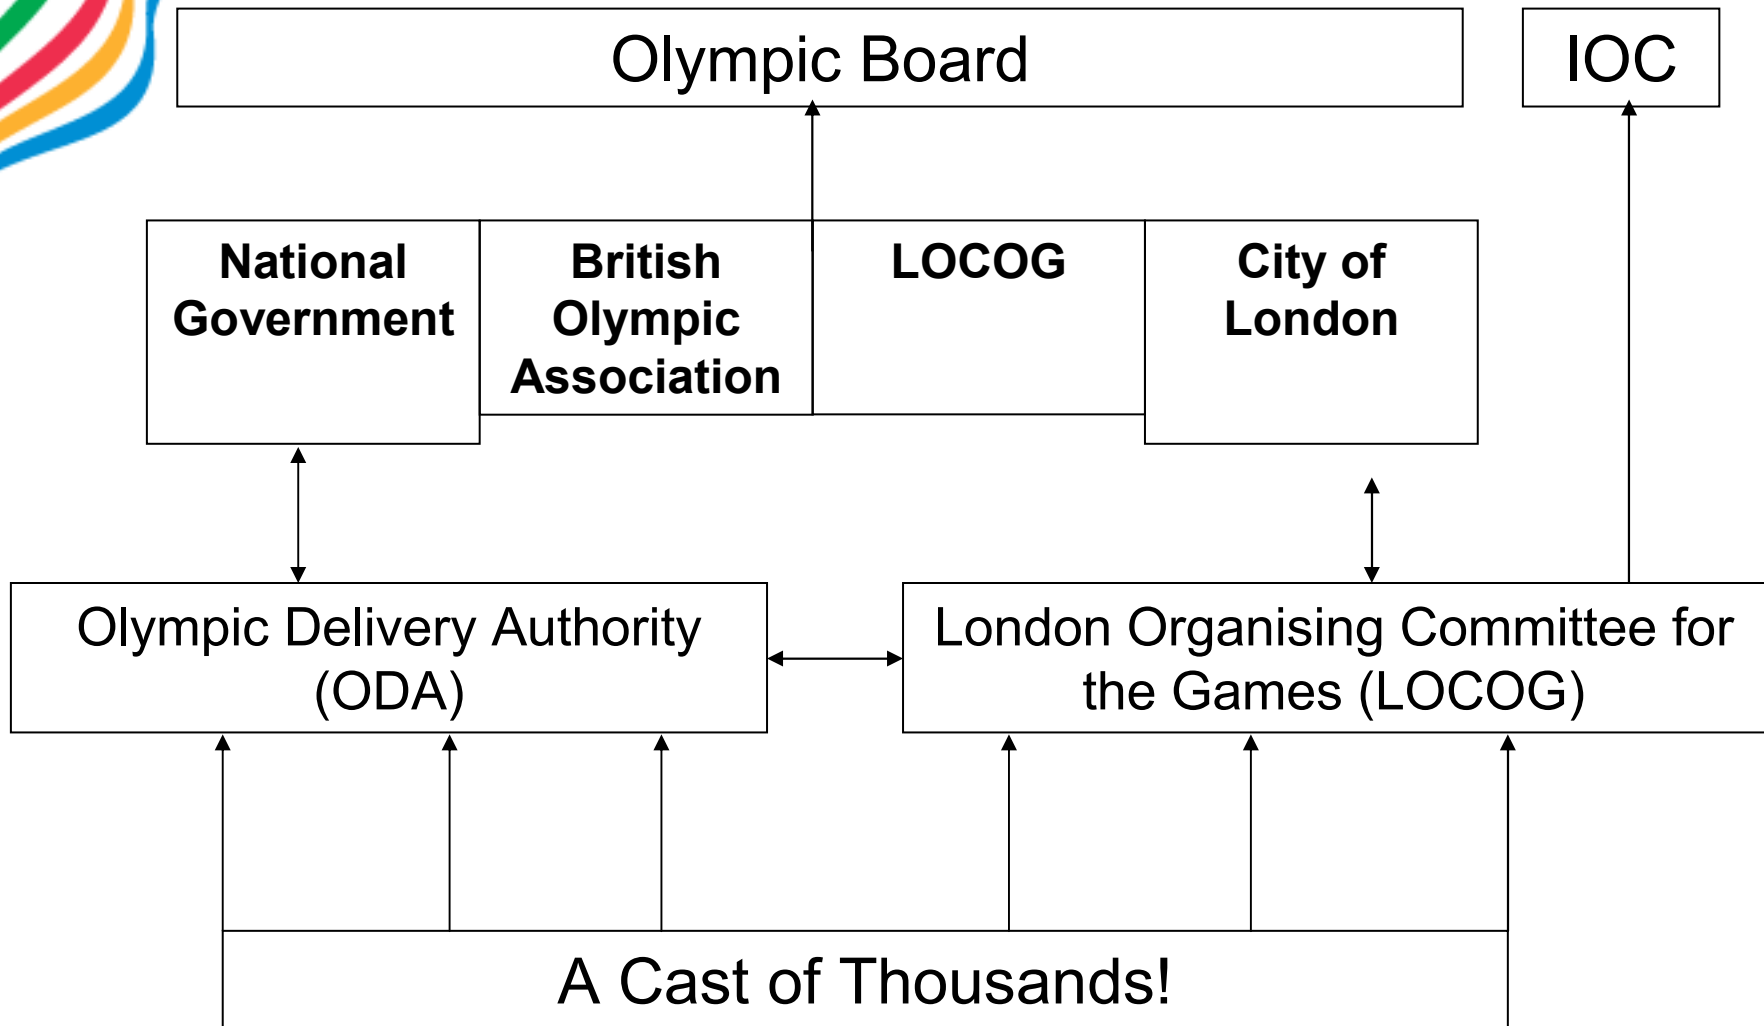 Olympic Board
IOC
National
Government
British
Olympic
Association
LOCOG
City of
London
Olympic Delivery Authority
(ODA)
London Organising Committee for
the Games (LOCOG)
A Cast of Thousands!